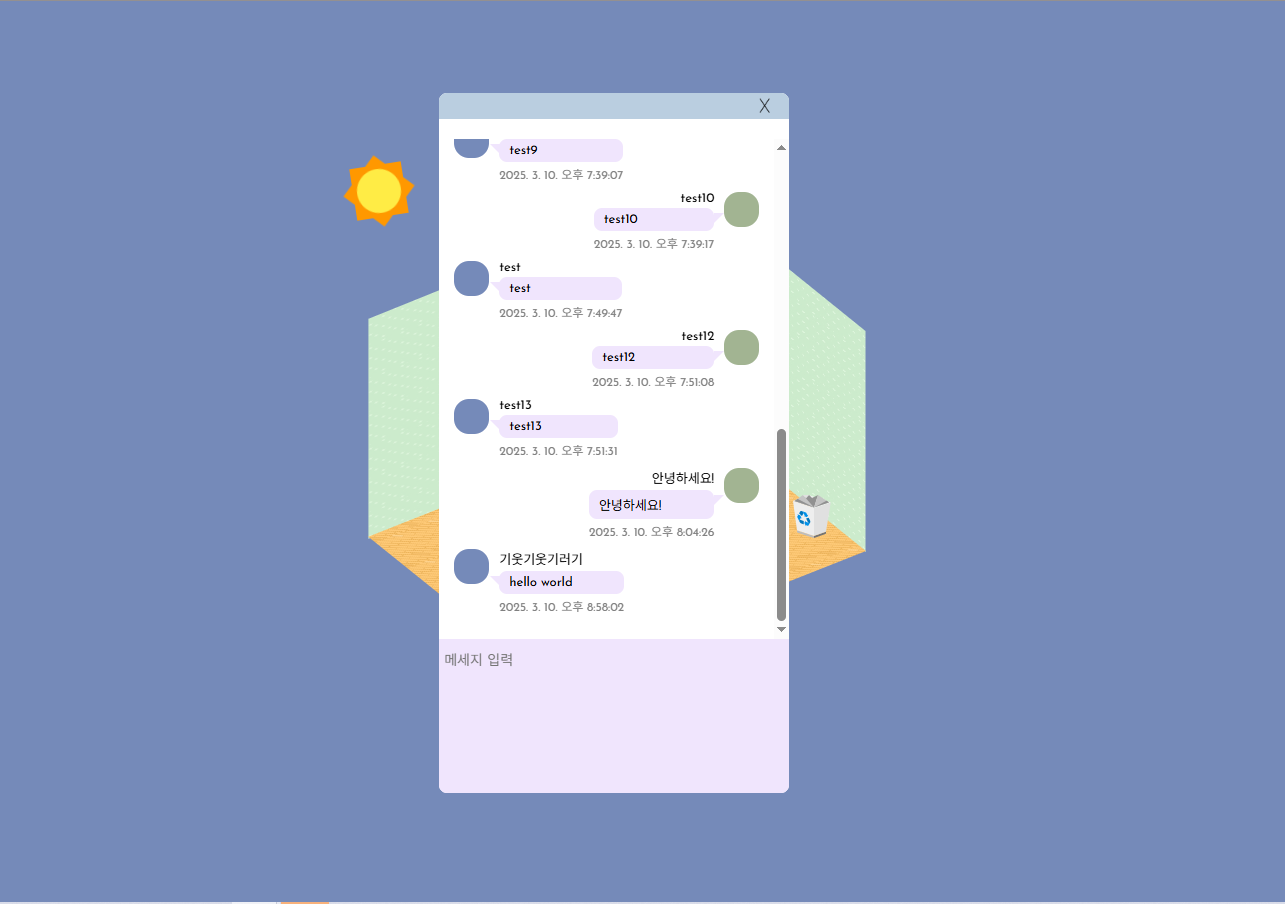 X
test9
2025. 3. 10. 오후 7:39:07
test10
test10
2025. 3. 10. 오후 7:39:17
test
test
2025. 3. 10. 오후 7:49:47
test12
test12
2025. 3. 10. 오후 7:51:08
test13
test13
2025. 3. 10. 오후 7:51:31
안녕하세요!
안녕하세요!
2025. 3. 10. 오후 8:04:26
기웃기웃기러기
hello world
2025. 3. 10. 오후 8:58:02
메세지 입력